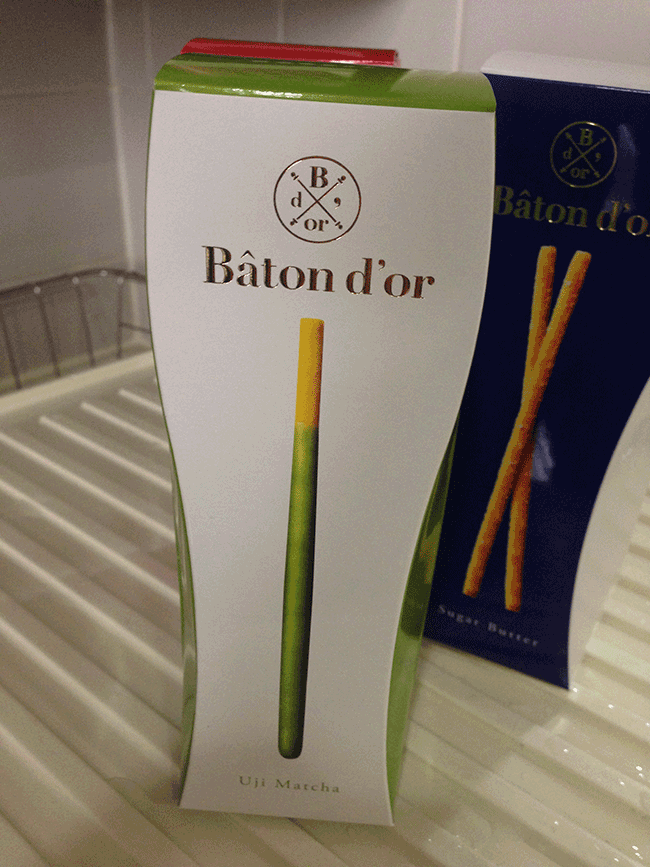 B
d ,
or
Bâton d'or
Uji Matcha
B
d ,
or
Bâton d'o
Sugar Butter